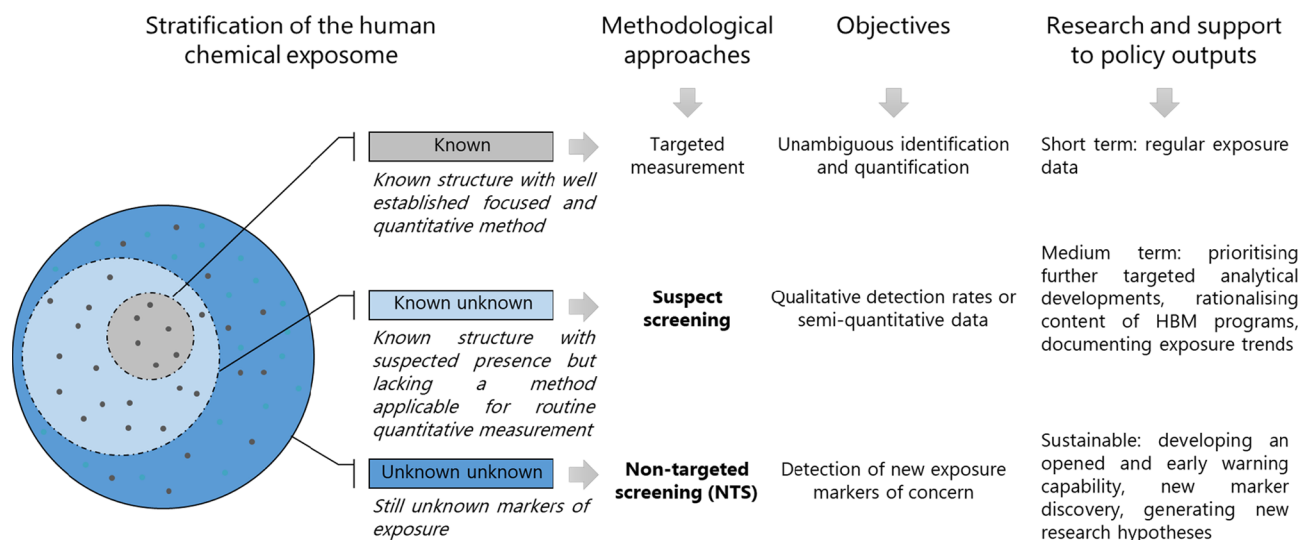 Stratification of the human
chemical exposome
Methodological
approaches
Objectives
Research and support
to policy outputs
Known
Known structure with well
established focused and
quantitative method
Targeted
measurement
Unambiguous identification
and quantification
Short term: regular exposure
data
Known unknown
Known structure with
suspected presence but
lacking a method
applicable for routine
quantitative measurement
Suspect
screening
Qualitative detection rates or
semi-quantitative data
Medium term: prioritising
further targeted analytical
developments, rationalising
content of HBM programs,
documenting exposure trends
Unknown unknown
Still unknown markers of
exposure
Non-targeted
screening (NTS)
Detection of new exposure
markers of concern
Sustainable: developing an
opened and early warning
capability, new marker
discovery, generating new
research hypotheses